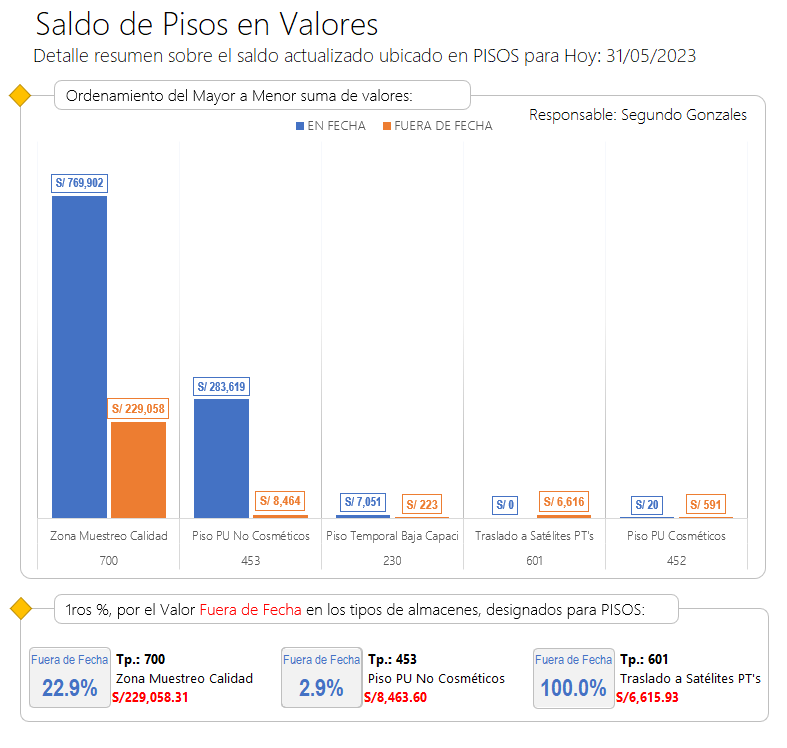 Saldo de Pisos en Valores
Detalle resumen sobre el saldo actualizado ubicado en PISOS para Hoy: 31/05/2023
Ordenamiento del Mayor a Menor suma de valores:
Responsable: Segundo Gonzales
EN FECHA FUERA DE FECHA
S/ 769,902
S/ 229,058
S/ 283,619
S/ 8,464
S/ 7,051
S/ 223
S/ 0
S/ 6,616
S/ 20
S/ 591
Zona Muestreo Calidad
Piso PU No Cosméticos
Piso Temporal Baja Capaci
Traslado a Satélites PT's
Piso PU Cosméticos
700
453
230
601
452
1ros %, por el Valor Fuera de Fecha en los tipos de almacenes, designados para PISOS:
Fuera de Fecha
22.9%
Tp.: 700
Zona Muestreo Calidad
S/229,058.31
Fuera de Fecha
2.9%
Tp.: 453
Piso PU No Cosméticos
S/8,463.60
Fuera de Fecha
100.0%
Tp.: 601
Traslado a Satélites PT's
S/6,615.93